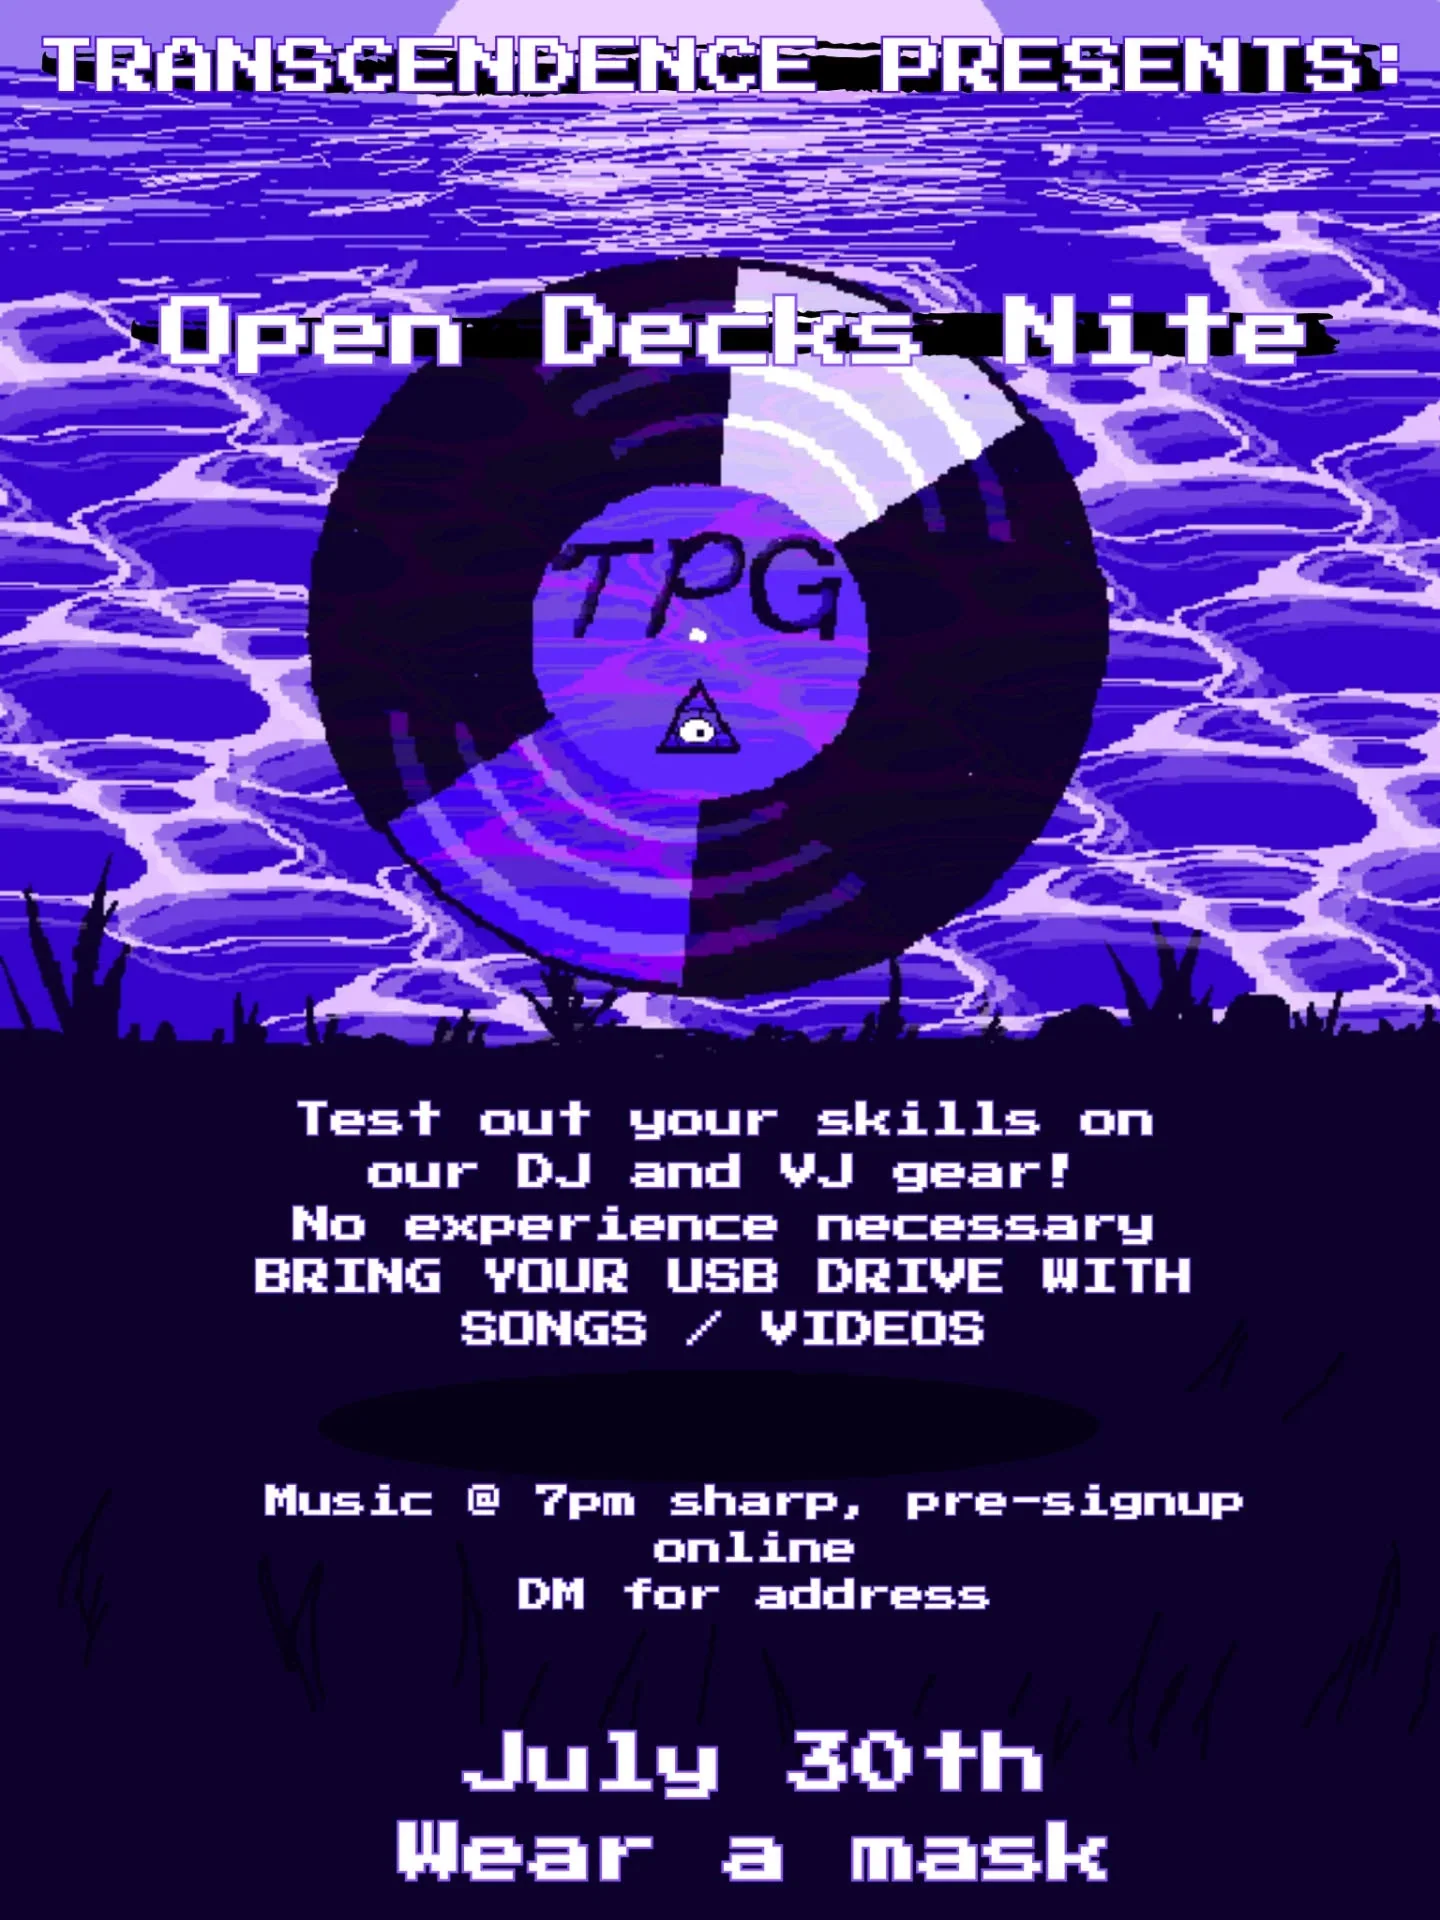 TRANSCENDENCE PRESENTS:
Open Decks Nite
TPG
Test out your skills on
our DJ and VJ gear!
No experience necessary
BRING YOUR USB DRIVE WITH
SONGS / VIDEOS
Music @ 7pm sharp, pre-signup
online
DM for address
July 30th
Wear a mask